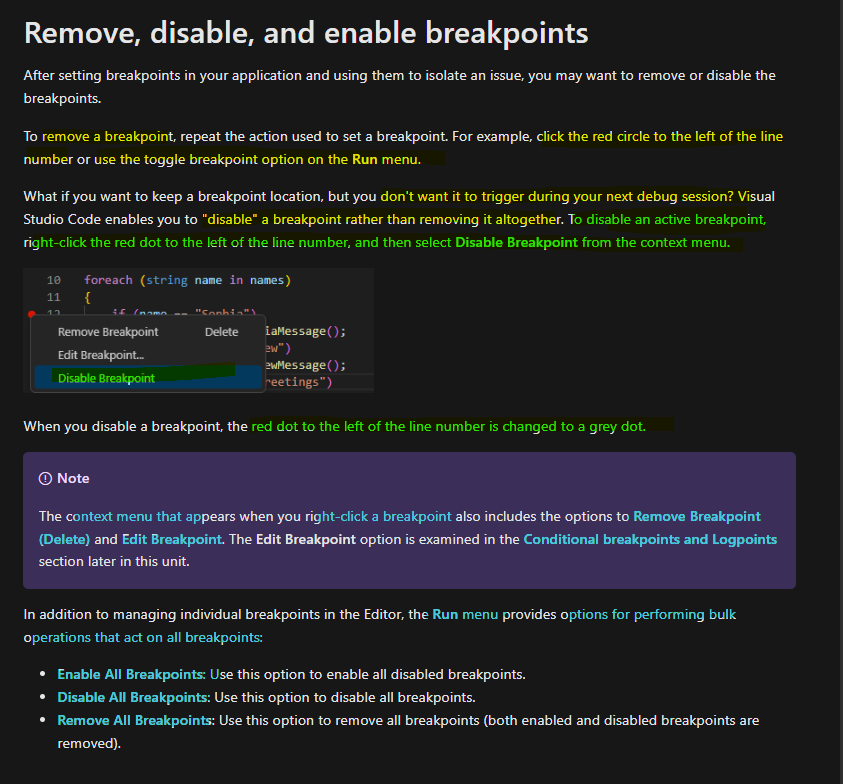 Remove, disable, and enable breakpoints
After setting breakpoints in your application and using them to isolate an issue, you may want to remove or disable the
breakpoints.
To remove a breakpoint, repeat the action used to set a breakpoint. For example, click the red circle to the left of the line
number or use the toggle breakpoint option on the Run menu.
What if you want to keep a breakpoint location, but you don't want it to trigger during your next debug session? Visual
Studio Code enables you to "disable" a breakpoint rather than removing it altogether. To disable an active breakpoint,
right-click the red dot to the left of the line number, and then select Disable Breakpoint from the context menu.
10 foreach (string name in names)
11 {
12 if (name == "Sophia")
Remove Breakpoint Delete iaMessage();
Edit Breakpoint... ew")
ewMessage();
Disable Breakpoint reetings")
When you disable a breakpoint, the red dot to the left of the line number is changed to a grey dot.
Note
The context menu that appears when you right-click a breakpoint also includes the options to Remove Breakpoint
(Delete) and Edit Breakpoint. The Edit Breakpoint option is examined in the Conditional breakpoints and Logpoints
section later in this unit.
In addition to managing individual breakpoints in the Editor, the Run menu provides options for performing bulk
operations that act on all breakpoints:
• Enable All Breakpoints: Use this option to enable all disabled breakpoints.
• Disable All Breakpoints: Use this option to disable all breakpoints.
• Remove All Breakpoints: Use this option to remove all breakpoints (both enabled and disabled breakpoints are
removed).